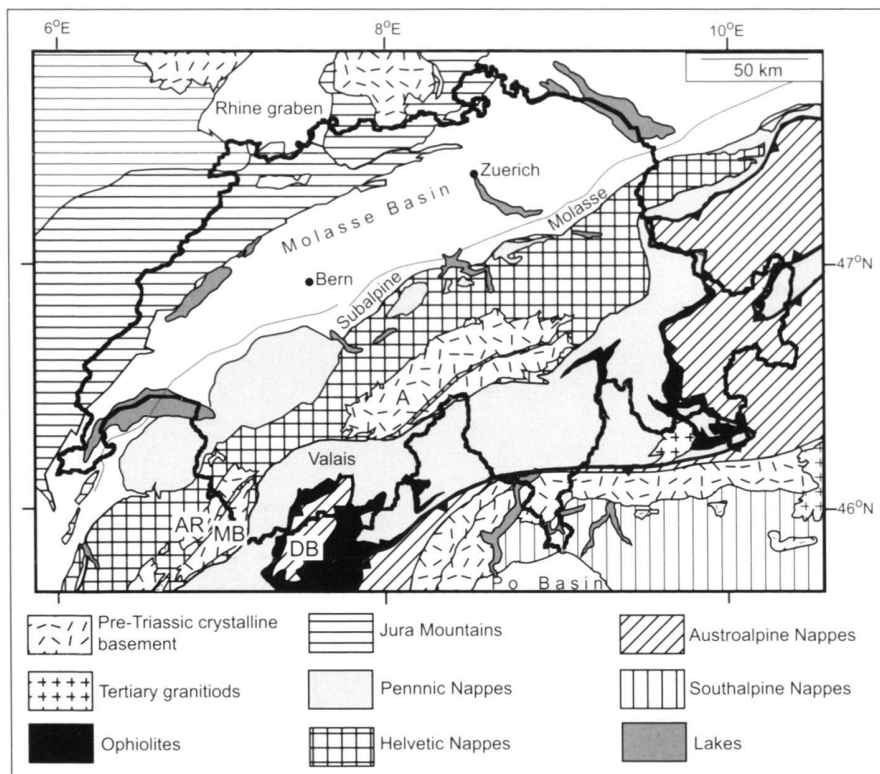 6°E
8°E
10°E
50 km
Rhine graben
Zuerich
Molasse Basin
Molasse
47°N
Bern
Subalpine
A
Valais
46°N
AR
MB
DB
Po Basin
Pre-Triassic crystalline
basement
Jura Mountains
Austroalpine Nappes
Tertiary granitiods
Pennnic Nappes
Southalpine Nappes
Ophiolites
Helvetic Nappes
Lakes